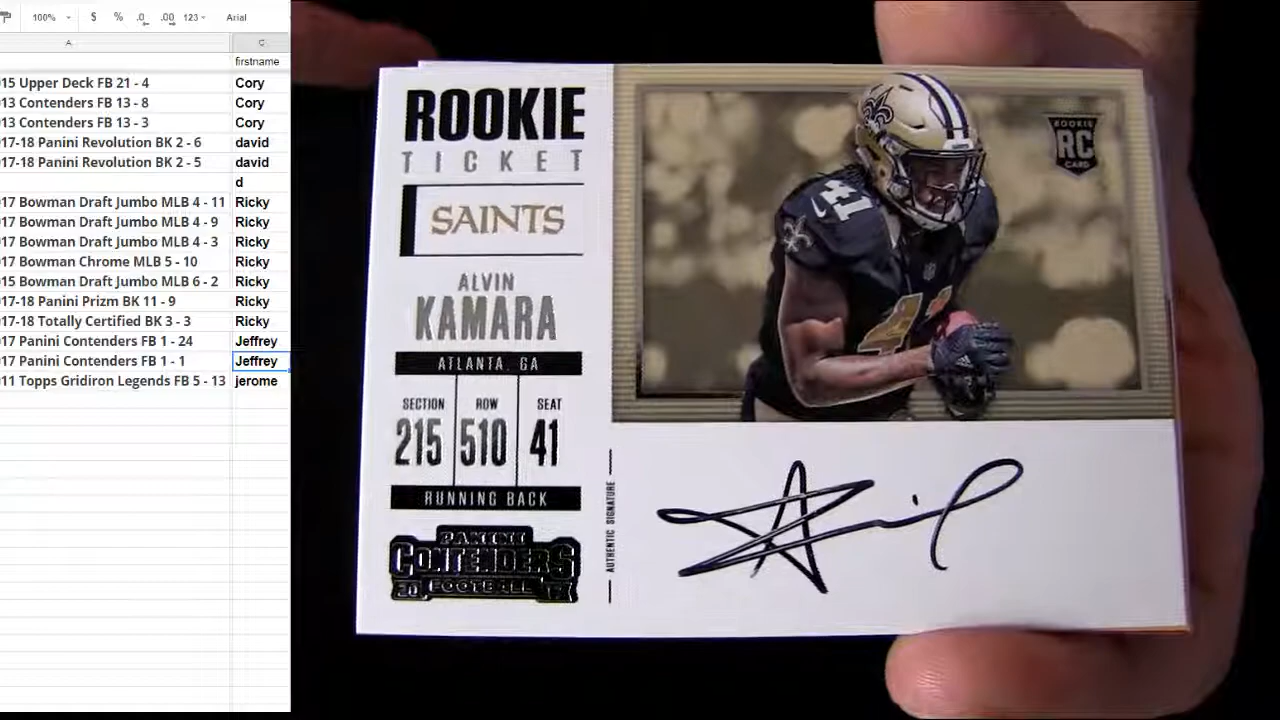 100%
$
%
.0
.00
123
Arial
A
C
firstname
15 Upper Deck FB 21 - 4
Cory
13 Contenders FB 13 - 8
Cory
13 Contenders FB 13 - 3
Cory
17-18 Panini Revolution BK 2 - 6
david
17-18 Panini Revolution BK 2 - 5
david
d
17 Bowman Draft Jumbo MLB 4 - 11
Ricky
17 Bowman Draft Jumbo MLB 4 - 9
Ricky
17 Bowman Draft Jumbo MLB 4 - 3
Ricky
17 Bowman Chrome MLB 5 - 10
Ricky
15 Bowman Draft Jumbo MLB 6 - 2
Ricky
17-18 Panini Prizm BK 11 - 9
Ricky
17-18 Totally Certified BK 3 - 3
Ricky
17 Panini Contenders FB 1 - 24
Jeffrey
17 Panini Contenders FB 1 - 1
Jeffrey
11 Topps Gridiron Legends FB 5 - 13
jerome
ROOKIE
TICKET
SAINTS
ALVIN
KAMARA
ATLANTA, GA
SECTION ROW SEAT
215 510 41
RUNNING BACK
PANINI
CONTENDERS
20 FOOTBALL 17
ROOKIE
RC
CARD
41
41
AUTHENTIC SIGNATURE